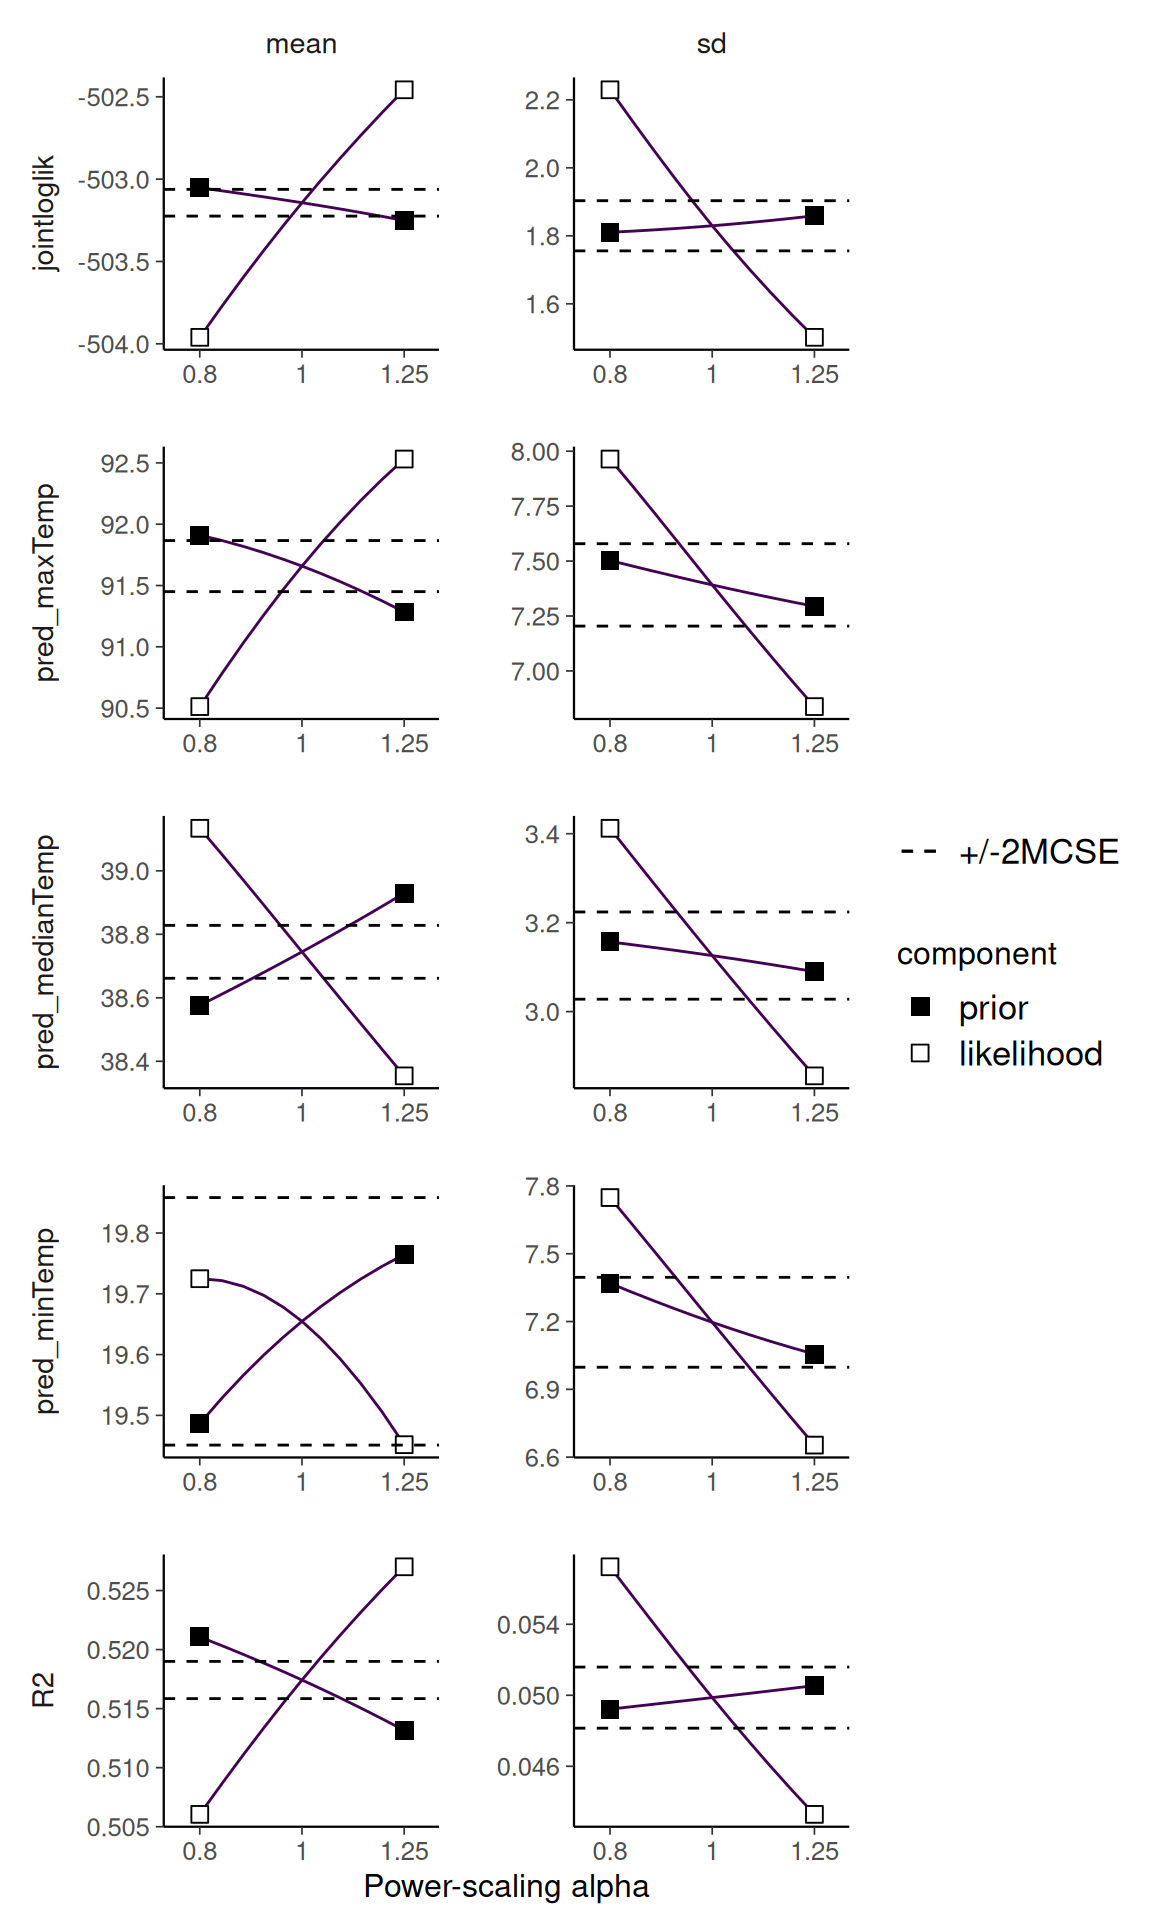 mean
sd
jointloglik
-502.5
-503.0
-503.5
-504.0
0.8 1 1.25
2.2
2.0
1.8
1.6
0.8 1 1.25
pred_maxTemp
92.5
92.0
91.5
91.0
90.5
0.8 1 1.25
8.00
7.75
7.50
7.25
7.00
0.8 1 1.25
pred_medianTemp
39.0
38.8
38.6
38.4
0.8 1 1.25
3.4
3.2
3.0
0.8 1 1.25
pred_minTemp
19.8
19.7
19.6
19.5
0.8 1 1.25
7.8
7.5
7.2
6.9
6.6
0.8 1 1.25
R2
0.525
0.520
0.515
0.510
0.505
0.8 1 1.25
0.054
0.050
0.046
0.8 1 1.25
Power-scaling alpha
+/-2MCSE
component
prior
likelihood